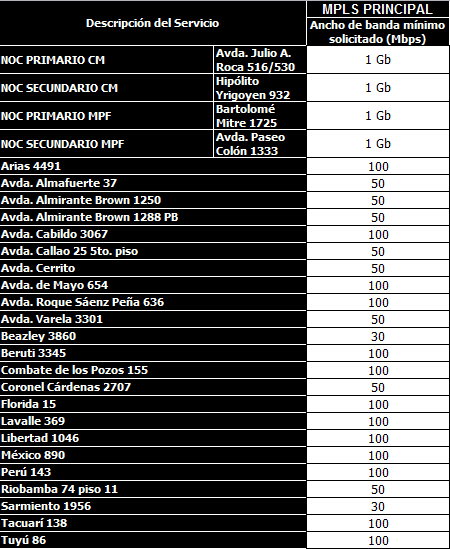 Descripción del Servicio
MPLS PRINCIPAL
Ancho de banda mínimo
solicitado (Mbps)
NOC PRIMARIO CM Avda. Julio A. Roca 516/530 1 Gb
NOC SECUNDARIO CM Hipólito Yrigoyen 932 1 Gb
NOC PRIMARIO MPF Bartolomé Mitre 1725 1 Gb
NOC SECUNDARIO MPF Avda. Paseo Colón 1333 1 Gb
Arias 4491 100
Avda. Almafuerte 37 50
Avda. Almirante Brown 1250 50
Avda. Almirante Brown 1288 PB 50
Avda. Cabildo 3067 100
Avda. Callao 25 5to. piso 50
Avda. Cerrito 50
Avda. de Mayo 654 100
Avda. Roque Sáenz Peña 636 100
Avda. Varela 3301 50
Beazley 3860 30
Beruti 3345 100
Combate de los Pozos 155 100
Coronel Cárdenas 2707 50
Florida 15 100
Lavalle 369 100
Libertad 1046 100
México 890 100
Perú 143 100
Riobamba 74 piso 11 50
Sarmiento 1956 30
Tacuarí 138 100
Tuyú 86 100